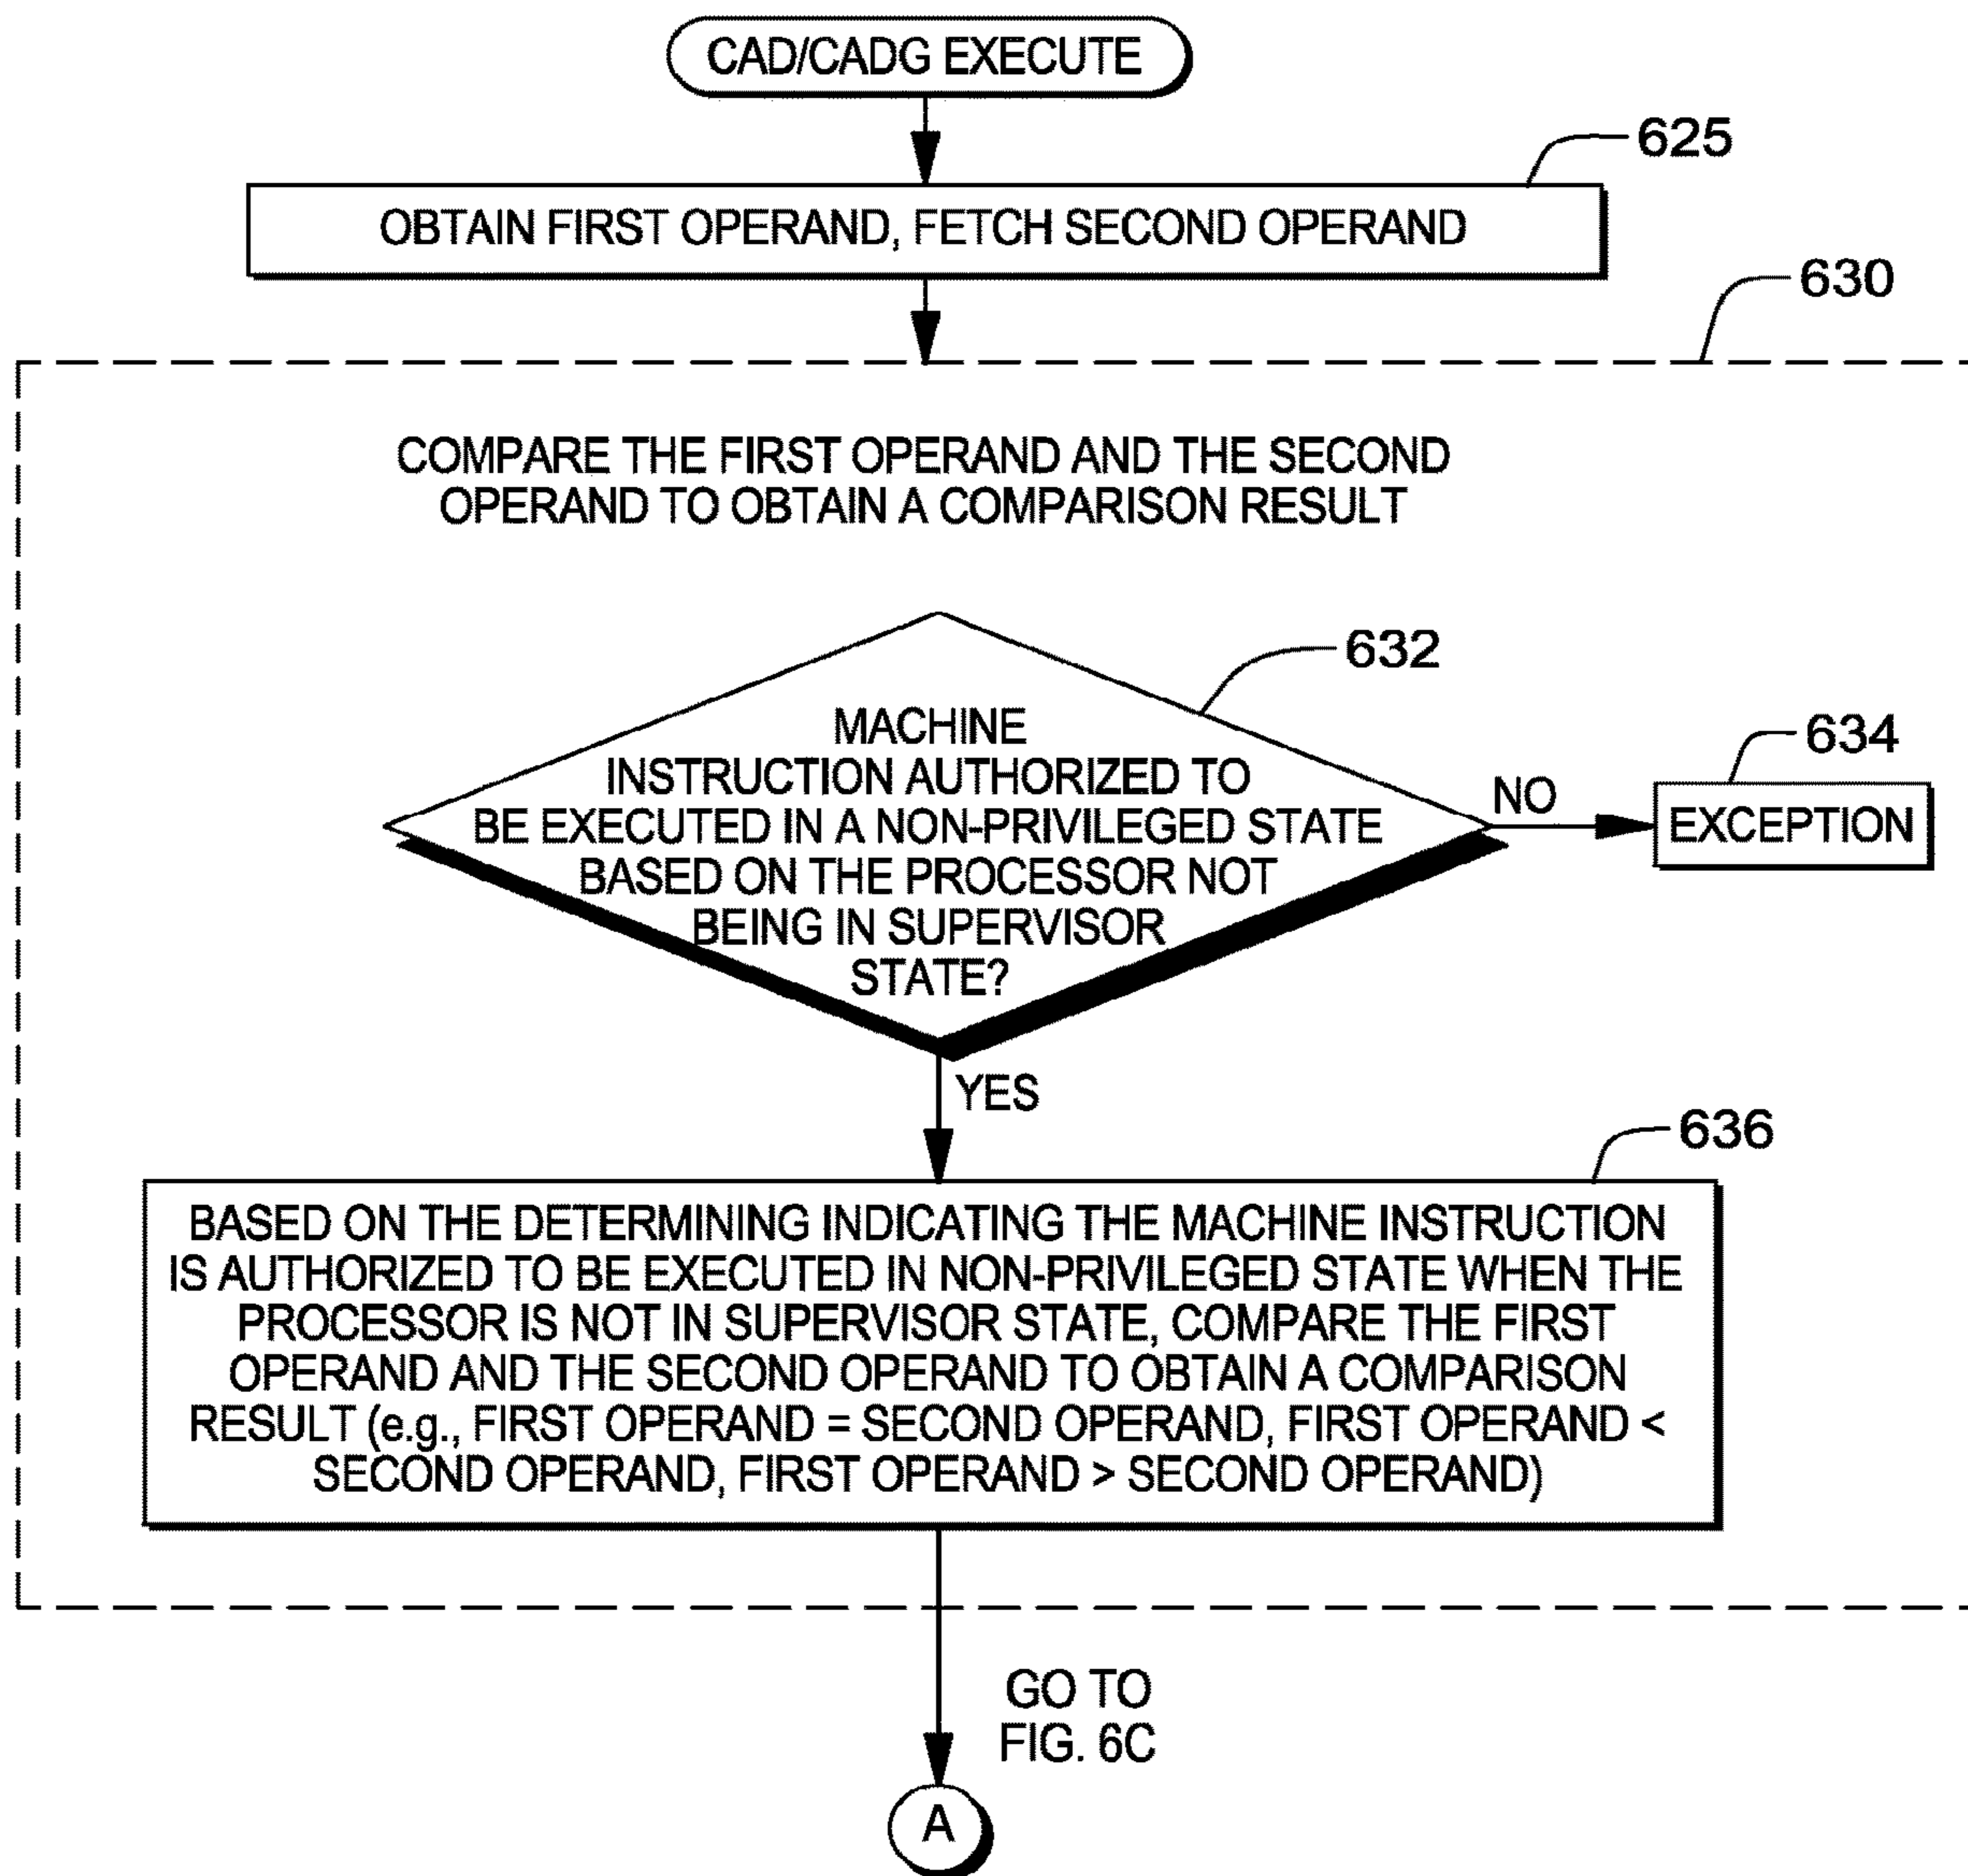 CAD/CADG EXECUTE
625
OBTAIN FIRST OPERAND, FETCH SECOND OPERAND
630
COMPARE THE FIRST OPERAND AND THE SECOND
OPERAND TO OBTAIN A COMPARISON RESULT
632
MACHINE
INSTRUCTION AUTHORIZED TO
BE EXECUTED IN A NON-PRIVILEGED STATE
BASED ON THE PROCESSOR NOT
BEING IN SUPERVISOR
STATE?
NO
634
EXCEPTION
YES
636
BASED ON THE DETERMINING INDICATING THE MACHINE INSTRUCTION
IS AUTHORIZED TO BE EXECUTED IN NON-PRIVILEGED STATE WHEN THE
PROCESSOR IS NOT IN SUPERVISOR STATE, COMPARE THE FIRST
OPERAND AND THE SECOND OPERAND TO OBTAIN A COMPARISON
RESULT (e.g., FIRST OPERAND = SECOND OPERAND, FIRST OPERAND <
SECOND OPERAND, FIRST OPERAND > SECOND OPERAND)
GO TO
FIG. 6C
A